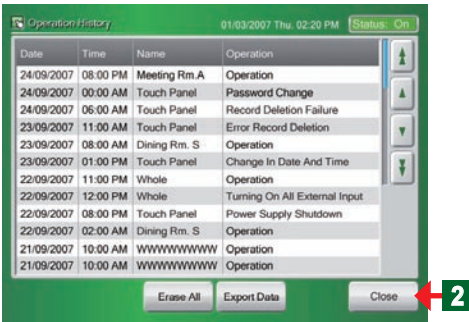 Operation History 01/03/2007 Thu. 02:20 PM Status: On
Date Time Name Operation
24/09/2007 08:00 PM Meeting Rm.A Operation
24/09/2007 00:00 AM Touch Panel Password Change
24/09/2007 06:00 AM Touch Panel Record Deletion Failure
23/09/2007 11:00 AM Touch Panel Error Record Deletion
23/09/2007 08:00 AM Dining Rm. S Operation
23/09/2007 01:00 PM Touch Panel Change In Date And Time
22/09/2007 11:00 PM Whole Operation
22/09/2007 12:00 PM Whole Turning On All External Input
22/09/2007 08:00 PM Touch Panel Power Supply Shutdown
22/09/2007 02:00 AM Dining Rm. S Operation
21/09/2007 10:00 AM WWWWWWWW Operation
21/09/2007 10:00 AM WWWWWWWW Operation
Erase All Export Data Close 2